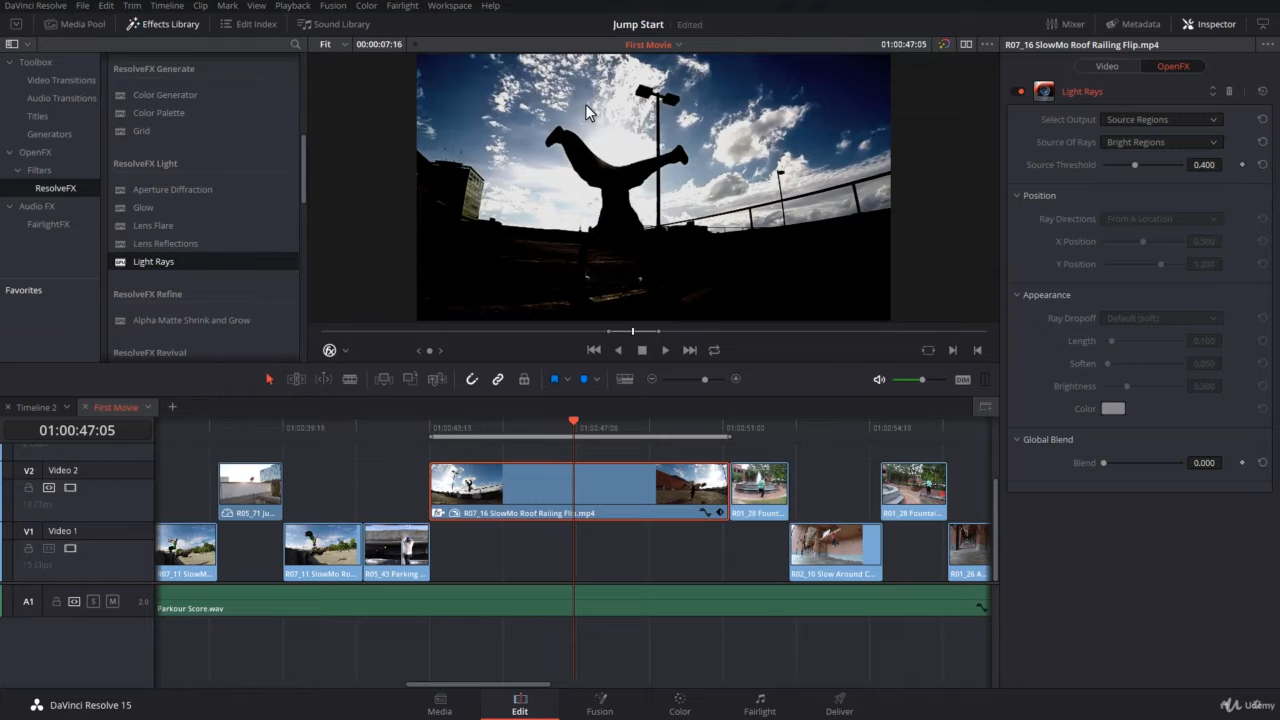 DaVinci Resolve File Edit Trim Timeline Clip Mark View Playback Fusion Color Fairlight Workspace Help
Media Pool Effects Library Edit Index Sound Library Jump Start Edited Mixer Metadata Inspector
Fit 00:00:07:16 First Movie 01:00:47:05 R07_16 SlowMo Roof Railing Flip.mp4
Toolbox
Video Transitions
Audio Transitions
Titles
Generators
OpenFX
Filters
ResolveFX
Audio FX
FairlightFX
Favorites
ResolveFX Generate
Color Generator
Color Palette
Grid
ResolveFX Light
Aperture Diffraction
Glow
Lens Flare
Lens Reflections
Light Rays
ResolveFX Refine
Alpha Matte Shrink and Grow
ResolveFX Revival
Video OpenFX
Light Rays
Select Output Source Regions
Source Of Rays Bright Regions
Source Threshold 0.400
Position
Ray Directions From A Location
X Position 0.500
Y Position 1.200
Appearance
Ray Dropoff Default (soft)
Length 0.100
Soften 0.050
Brightness 0.300
Color
Global Blend
Blend 0.000
DIM
Timeline 2 First Movie
01:00:47:05 01:00:39:19 01:00:43:13 01:00:47:06 01:00:51:00 01:00:54:19
V2 Video 2
18 Clips
R05_71 Ju... R07_16 SlowMo Roof Railing Flip.mp4 R01_28 Fount... R01_28 Fountai...
V1 Video 1
15 Clips
R07_11 SlowM... R07_11 SlowMo Ro... R05_43 Parking ... R02_10 Slow Around C... R01_26 A...
A1 S M 2.0 Parkour Score.wav
DaVinci Resolve 15 Media Edit Fusion Color Fairlight Deliver Udemy